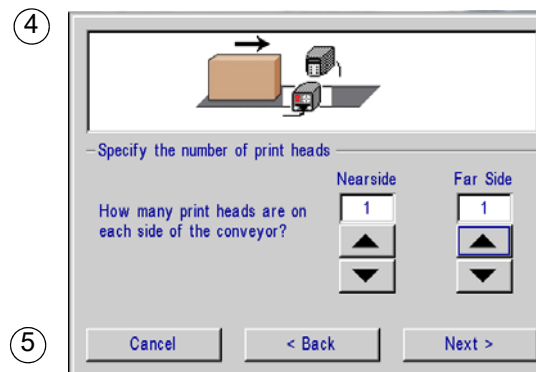 4
Specify the number of print heads
Nearside
Far Side
1
1
How many print heads are on
each side of the conveyor?
5
Cancel
< Back
Next >